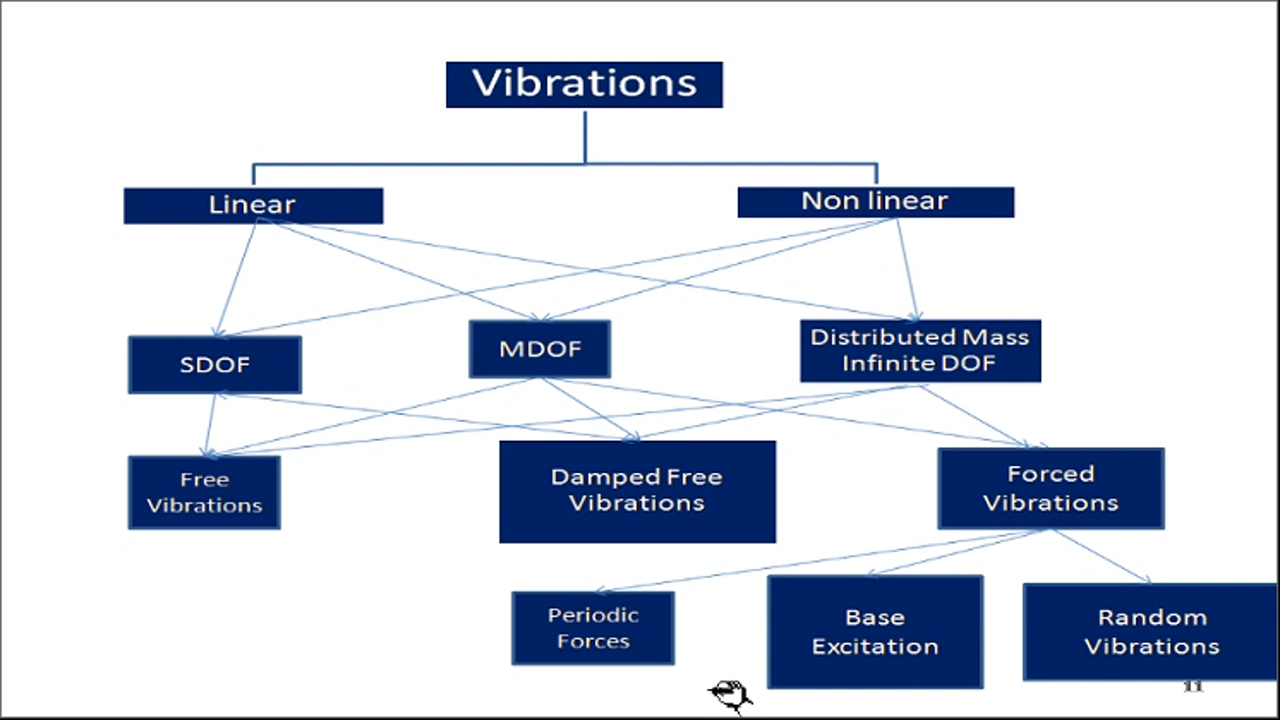 Vibrations
Linear
Non linear
SDOF
MDOF
Distributed Mass
Infinite DOF
Free
Vibrations
Damped Free
Vibrations
Forced
Vibrations
Periodic
Forces
Base
Excitation
Random
Vibrations
11